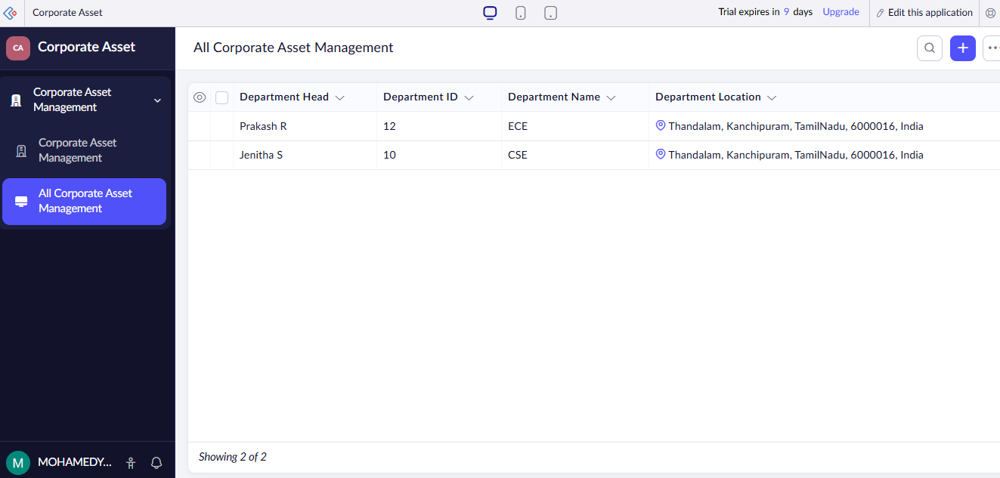 Corporate Asset
Trial expires in 9 days Upgrade Edit this application
CA Corporate Asset
All Corporate Asset Management
Corporate Asset
Management
Corporate Asset
Management
All Corporate Asset
Management
Department Head Department ID Department Name Department Location
Prakash R 12 ECE Thandalam, Kanchipuram, TamilNadu, 6000016, India
Jenitha S 10 CSE Thandalam, Kanchipuram, TamilNadu, 6000016, India
Showing 2 of 2
M MOHAMEDY...